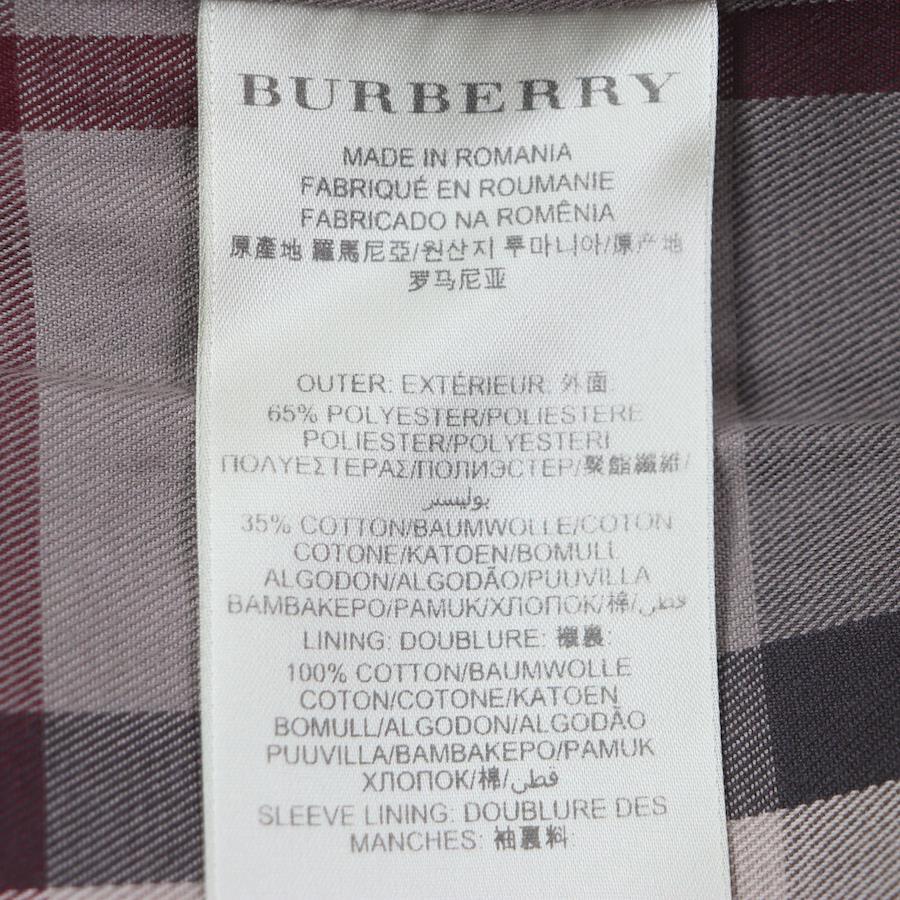 BURBERRY
MADE IN ROMANIA
FABRIQUÉ EN ROUMANIE
FABRICADO NA ROMÊNIA
原產地 羅馬尼亞/원산지 루마니아/原产地
罗马尼亚
OUTER: EXTÉRIEUR: 外面
65% POLYESTER/POLIESTERE
POLIESTER/POLYESTERI
ΠΟΛΥΕΣΤΕΡΑΣ/ПОЛИЭСТЕР/聚酯纖維/
بوليستر
35% COTTON/BAUMWOLLE/COTON
COTONE/KATOEN/BOMULL
ALGODON/ALGODÃO/PUUVILLA
BAMBAKEPO/PAMUK/ХЛОПОК/棉/قطن
LINING: DOUBLURE: 襯裏:
100% COTTON/BAUMWOLLE
COTON/COTONE/KATOEN
BOMULL/ALGODON/ALGODÃO
PUUVILLA/BAMBAKEPO/PAMUK
ХЛОПОК/棉/قطن
SLEEVE LINING: DOUBLURE DES
MANCHES: 袖裏料